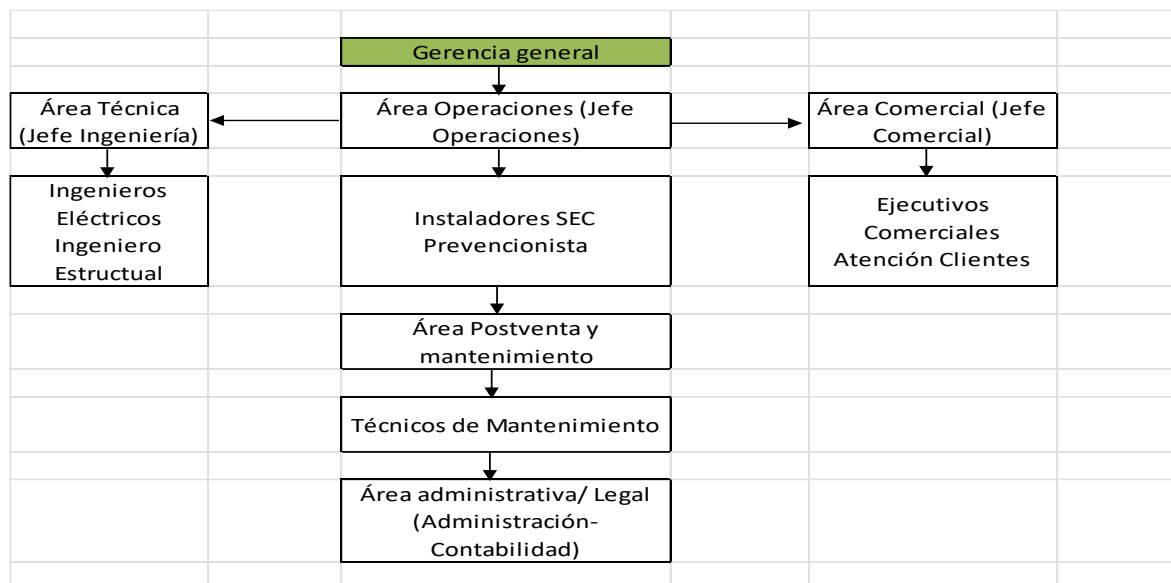 Gerencia general
Área Técnica
(Jefe Ingeniería)
Área Operaciones (Jefe
Operaciones)
Área Comercial (Jefe
Comercial)
Ingenieros
Eléctricos
Ingeniero
Estructual
Instaladores SEC
Prevencionista
Ejecutivos
Comerciales
Atención Clientes
Área Postventa y
mantenimiento
Técnicos de Mantenimiento
Área administrativa/ Legal
(Administración-
Contabilidad)